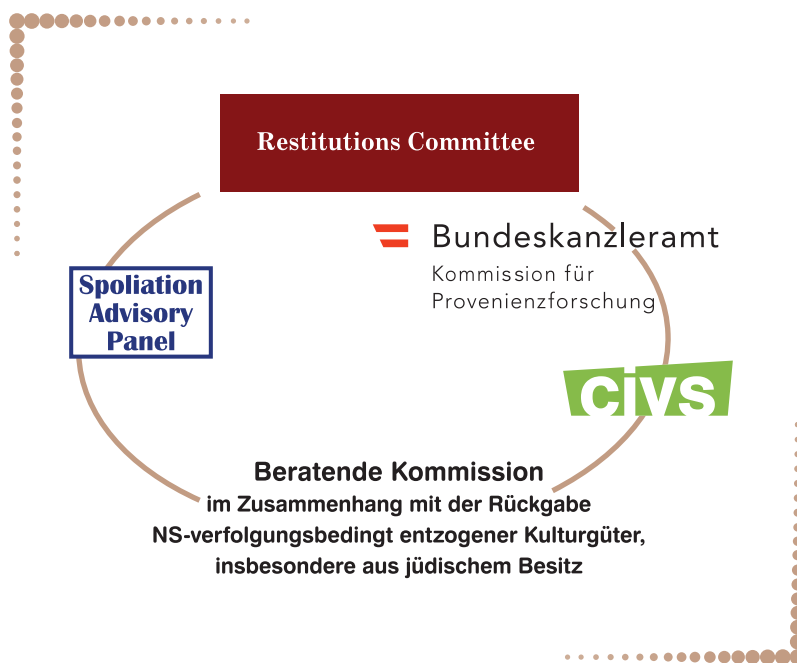 Restitutions Committee
Bundeskanzleramt
Kommission für
Provenienzforschung
Spoliation
Advisory
Panel
civs
Beratende Kommission
im Zusammenhang mit der Rückgabe
NS-verfolgungsbedingt entzogener Kulturgüter,
insbesondere aus jüdischem Besitz